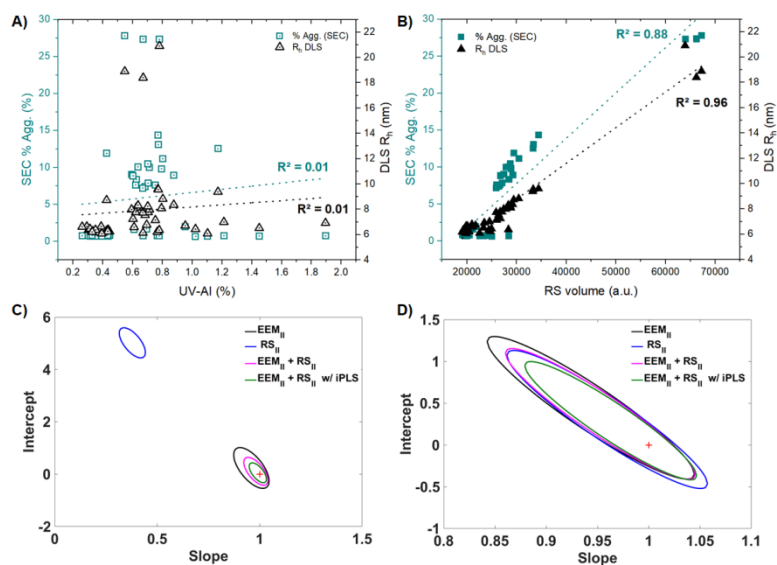 A)
% Agg. (SEC)
Rh DLS
SEC % Agg. (%)
30
25
20
15
10
5
0
R² = 0.01
R² = 0.01
22
20
18
16
14
12
10
8
6
4
DLS Rh (nm)
0.2 0.4 0.6 0.8 1.0 1.2 1.4 1.6 1.8 2.0
UV-AI (%)
B)
% Agg. (SEC)
Rh DLS
R² = 0.88
R² = 0.96
SEC % Agg. (%)
30
25
20
15
10
5
0
22
20
18
16
14
12
10
8
6
4
DLS Rh (nm)
20000 30000 40000 50000 60000 70000
RS volume (a.u.)
C)
EEMII
RSII
EEMII + RSII
EEMII + RSII w/ iPLS
Intercept
6
4
2
0
-2
0 0.5 1 1.5
Slope
D)
EEMII
RSII
EEMII + RSII
EEMII + RSII w/ iPLS
Intercept
1.5
1
0.5
0
-0.5
-1
0.8 0.85 0.9 0.95 1 1.05 1.1
Slope